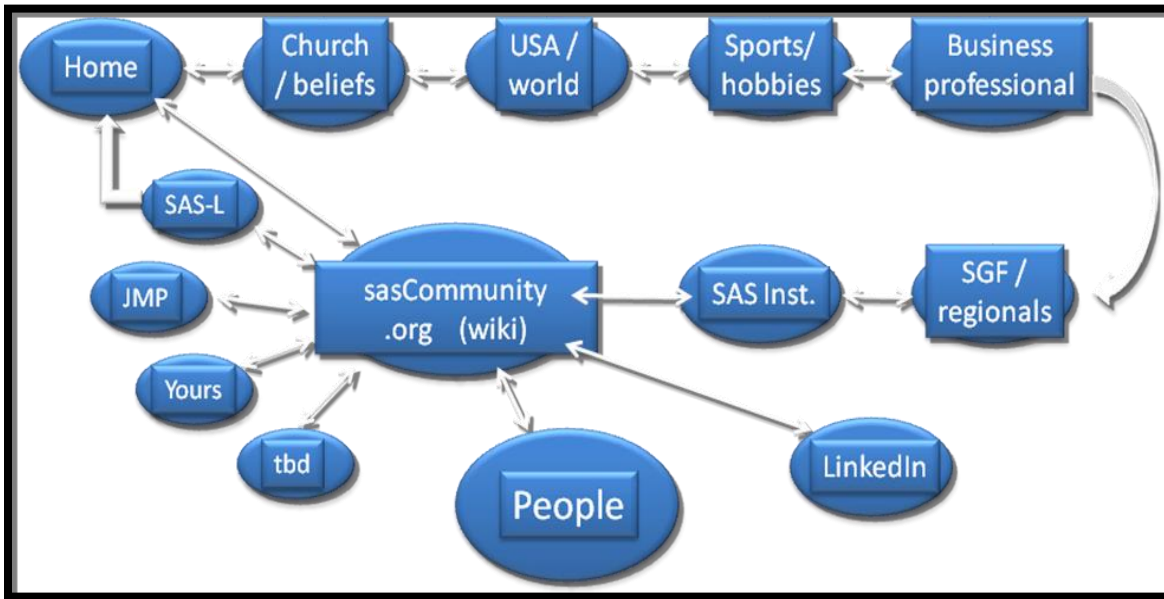 Home
Church
/ beliefs
USA /
world
Sports/
hobbies
Business
professional
SAS-L
JMP
Yours
tbd
sasCommunity
.org (wiki)
SAS Inst.
SGF /
regionals
People
LinkedIn